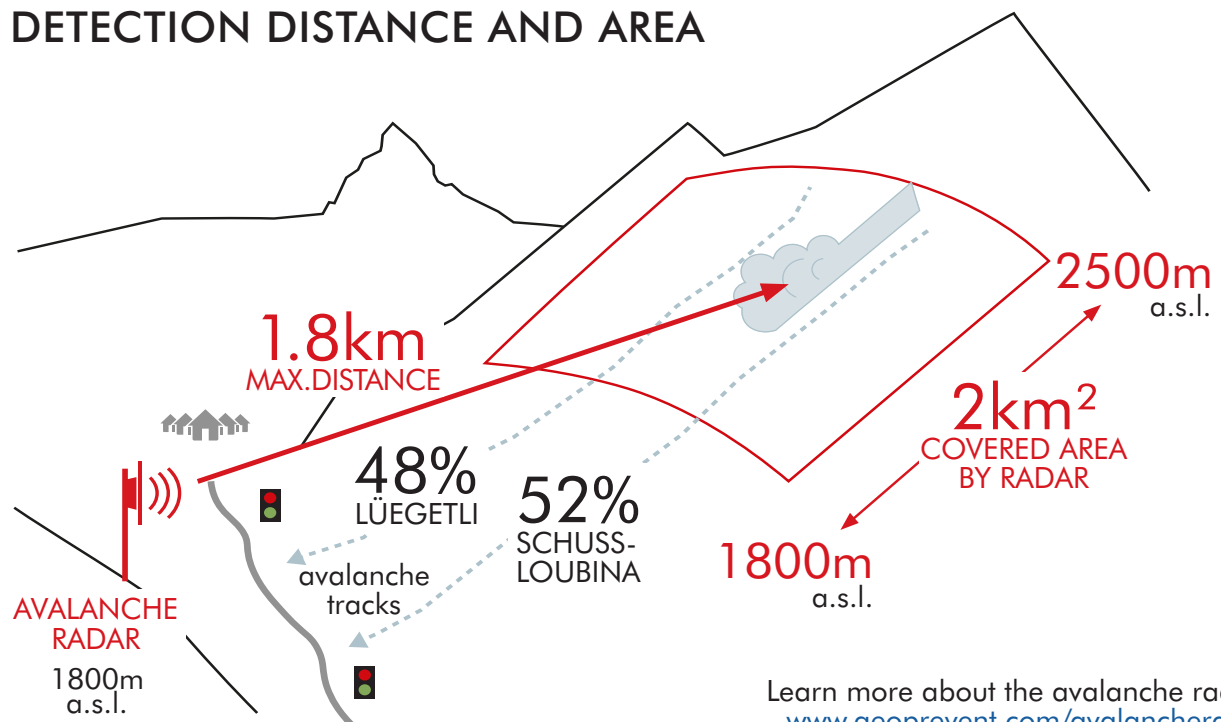 DETECTION DISTANCE AND AREA
2500m
a.s.l.
1.8km
MAX.DISTANCE
2km²
COVERED AREA
BY RADAR
48%
LÜEGETLI
52%
SCHUSS-
LOUBINA
1800m
a.s.l.
avalanche
tracks
AVALANCHE
RADAR
1800m
a.s.l.
Learn more about the avalanche